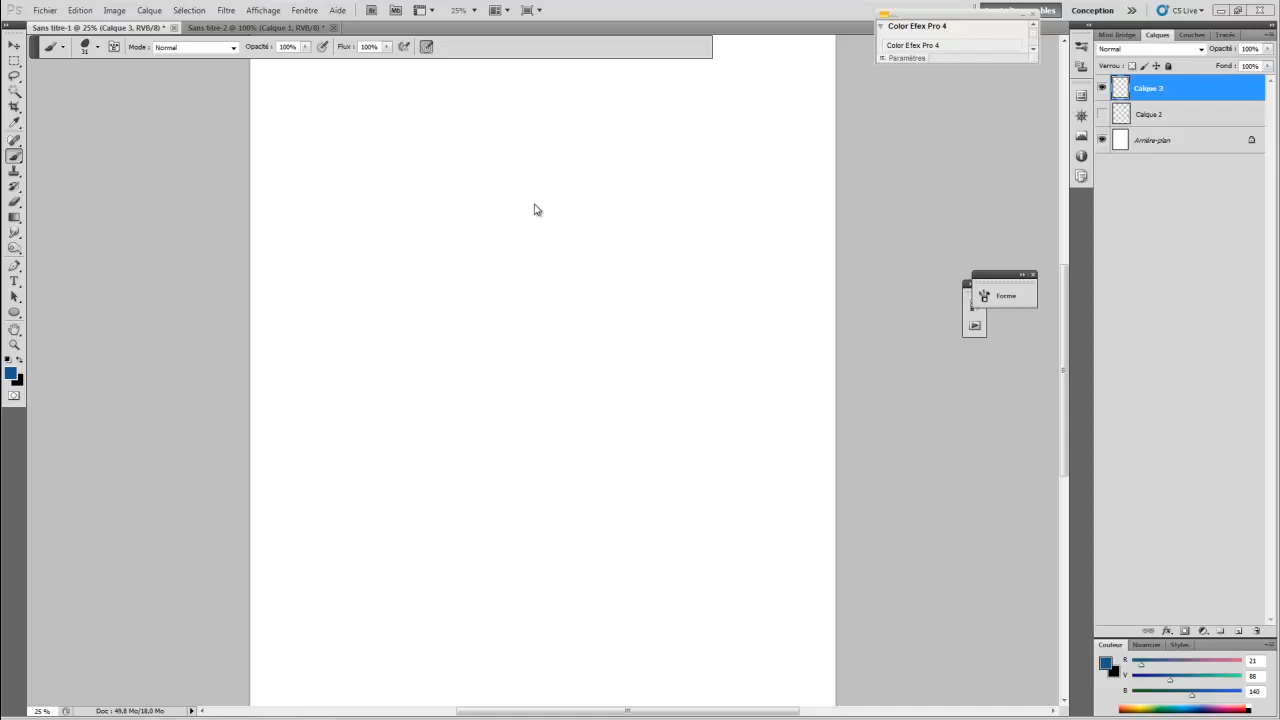 PS Fichier Edition Image Calque Sélection Filtre Affichage Fenêtre Aide Br Mb 25% Conception CS Live
Sans titre-1 @ 25% (Calque 3, RVB/8) * Sans titre-2 @ 100% (Calque 1, RVB/8) *
31 Mode: Normal Opacité: 100% Flux: 100%
Color Efex Pro 4
Color Efex Pro 4
Paramètres
Mini Bridge Calques Couches Tracés
Normal Opacité: 100%
Verrou: Fond: 100%
Calque 3
Calque 2
Arrière-plan
Forme
Couleur Nuancier Styles
R 21
V 88
B 140
25 % Doc : 49,8 Mo/18,0 Mo